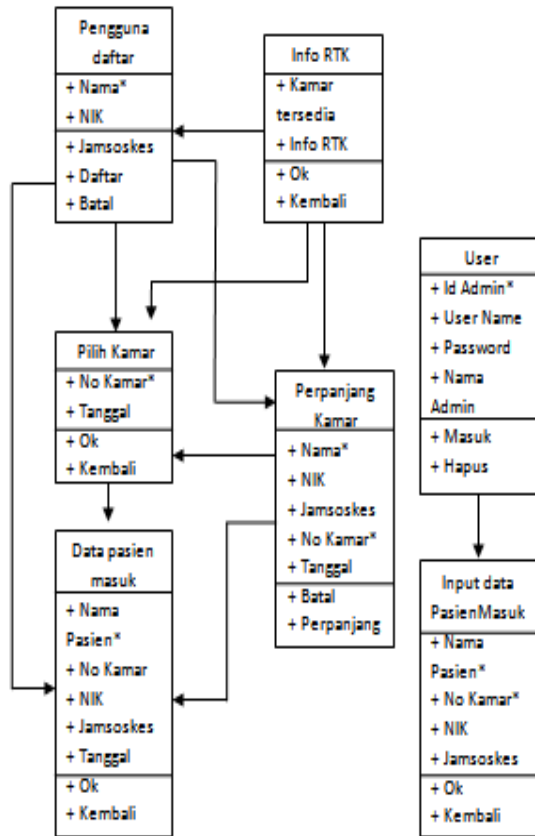 Pengguna
daftar
+ Nama*
+ NIK
+ Jamsoskes
+ Daftar
+ Batal
Info RTK
+ Kamar
tersedia
+ Info RTK
+ Ok
+ Kembali
User
+ Id Admin*
+ User Name
+ Password
+ Nama
Admin
+ Masuk
+ Hapus
Pilih Kamar
+ No Kamar*
+ Tanggal
+ Ok
+ Kembali
Perpanjang
Kamar
+ Nama*
+ NIK
+ Jamsoskes
+ No Kamar*
+ Tanggal
+ Batal
+ Perpanjang
Data pasien
masuk
+ Nama
Pasien*
+ No Kamar
+ NIK
+ Jamsoskes
+ Tanggal
+ Ok
+ Kembali
Input data
PasienMasuk
+ Nama
Pasien*
+ No Kamar*
+ NIK
+ Jamsoskes
+ Ok
+ Kembali